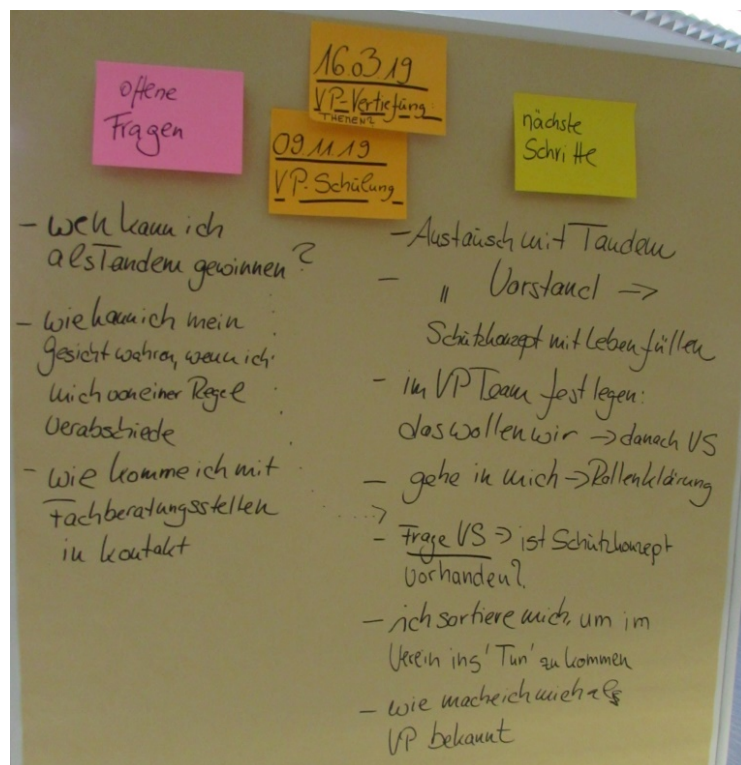 offene
Fragen
16.03.19
VP-Vertiefung
THEMEN?
09.11.19
VP-Schulung
nächste
Schritte
- wen kann ich
als Tandem gewinnen?
- wie kann ich mein
Gesicht wahren, wenn ich
mich von einer Regel
verabschiede
- wie komme ich mit
Fachberatungsstellen
in kontakt
- Austausch mit Tandem
- " Vorstand ->
Schutzkonzept mit Leben füllen
- im VP Team festlegen:
das wollen wir -> danach VS
- gehe in mich -> Rollenklärung
- Frage VS -> ist Schutzkonzept
vorhanden?
- ich sortiere mich, um im
Verein ins 'Tun' zu kommen
- wie mache ich mich als
VP bekannt